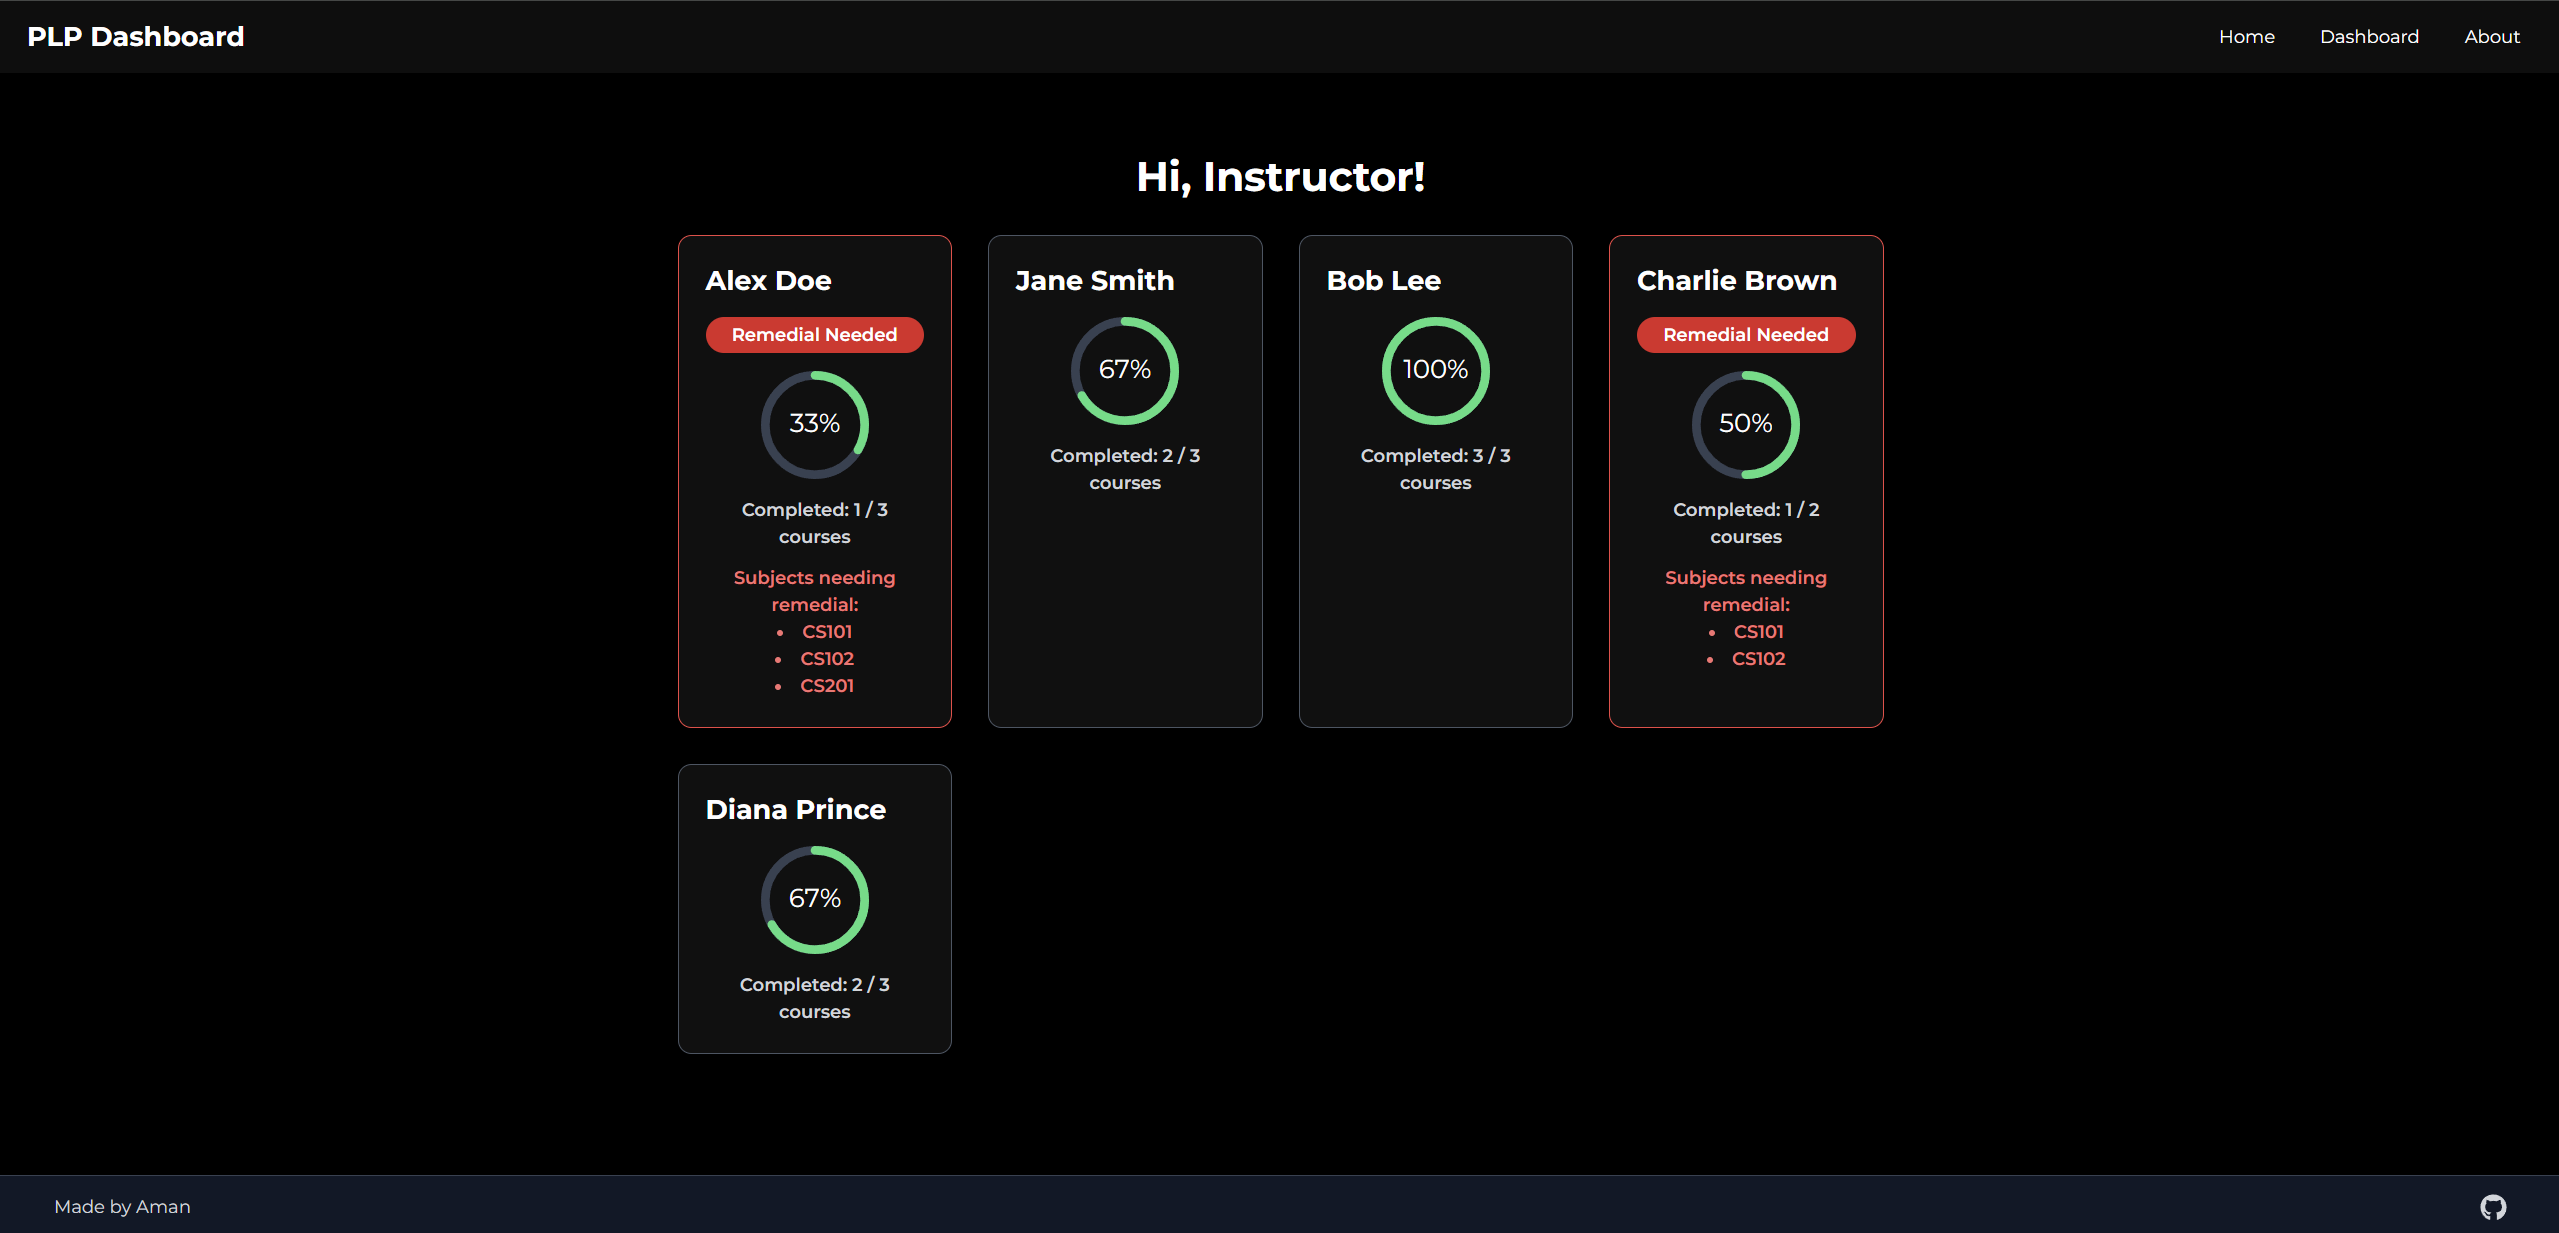 PLP Dashboard
Home
Dashboard
About
Hi, Instructor!
Alex Doe
Remedial Needed
33%
Completed: 1 / 3
courses
Subjects needing
remedial:
• CS101
• CS102
• CS201
Jane Smith
67%
Completed: 2 / 3
courses
Bob Lee
100%
Completed: 3 / 3
courses
Charlie Brown
Remedial Needed
50%
Completed: 1 / 2
courses
Subjects needing
remedial:
• CS101
• CS102
Diana Prince
67%
Completed: 2 / 3
courses
Made by Aman